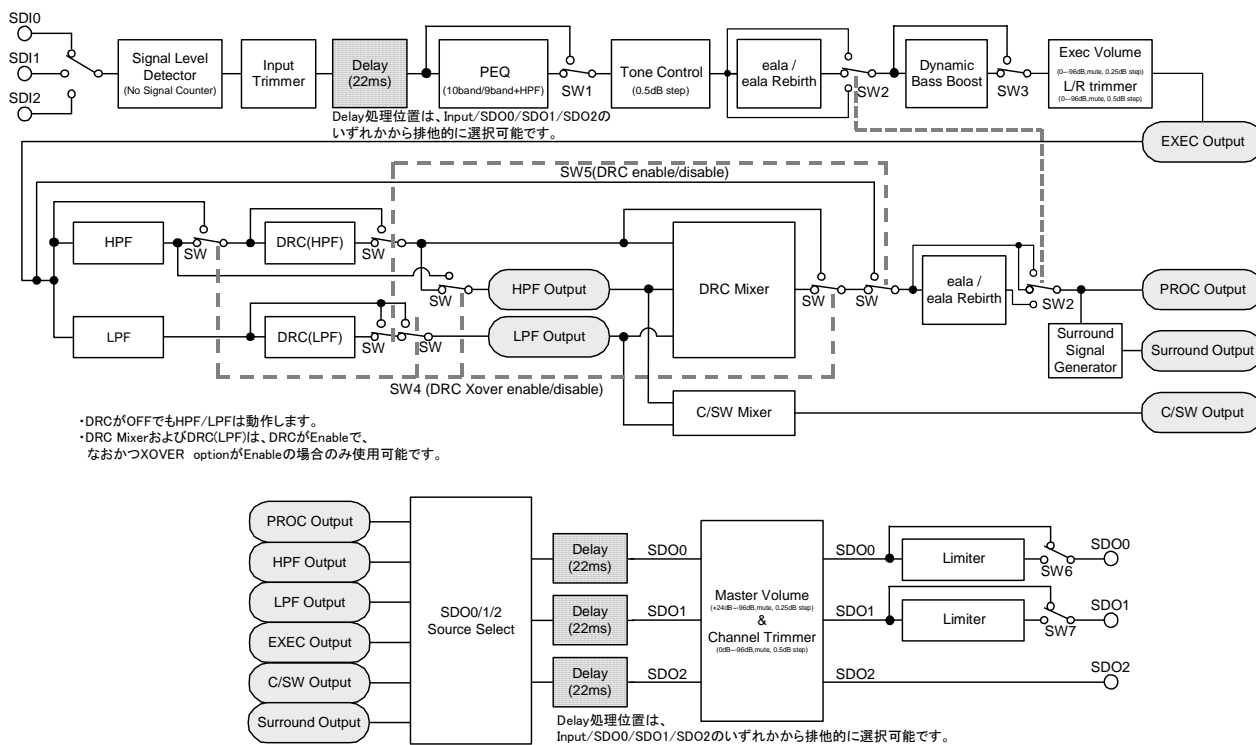 SDI0
SDI1
SDI2
Signal Level
Detector
(No Signal Counter)
Input
Trimmer
Delay
(22ms)
PEQ
(10band/9band+HPF)
SW1
Tone Control
(0.5dB step)
eala /
eala Rebirth
SW2
Dynamic
Bass Boost
SW3
Exec Volume
(0~-96dB,mute, 0.25dB step)
L/R trimmer
(0~-96dB,mute, 0.5dB step)
Delay処理位置は、Input/SDO0/SDO1/SDO2の
いずれかから排他的に選択可能です。
EXEC Output
SW5(DRC enable/disable)
HPF
SW
DRC(HPF)
SW
SW
HPF Output
DRC Mixer
SW
SW
eala /
eala Rebirth
SW2
PROC Output
LPF
DRC(LPF)
SW
SW
LPF Output
Surround
Signal
Generator
Surround Output
SW4 (DRC Xover enable/disable)
C/SW Mixer
C/SW Output
・DRCがOFFでもHPF/LPFは動作します。
・DRC MixerおよびDRC(LPF)は、DRCがEnableで、
なおかつXOVER optionがEnableの場合のみ使用可能です。
PROC Output
HPF Output
LPF Output
EXEC Output
C/SW Output
Surround Output
SDO0/1/2
Source Select
Delay
(22ms)
SDO0
Delay
(22ms)
SDO1
Delay
(22ms)
SDO2
Master Volume
(+24dB~-96dB,mute, 0.25dB step)
&
Channel Trimmer
(0dB~-96dB,mute, 0.5dB step)
SDO0
Limiter
SW6
SDO0
SDO1
Limiter
SW7
SDO1
SDO2
SDO2
Delay処理位置は、
Input/SDO0/SDO1/SDO2のいずれかから排他的に選択可能です。